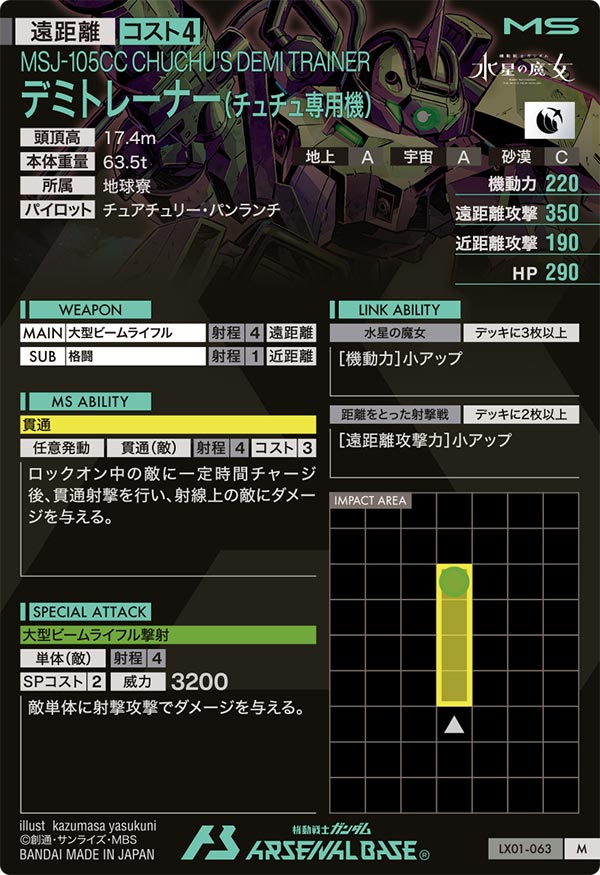 遠距離 コスト4 MS
MSJ-105CC CHUCHU'S DEMI TRAINER
デミトレーナー(チュチュ専用機)
機動戦士ガンダム
水星の魔女
頭頂高 17.4m
本体重量 63.5t
所属 地球寮
パイロット チュアチュリー・パンランチ
地上 A 宇宙 A 砂漠 C
機動力 220
遠距離攻撃 350
近距離攻撃 190
HP 290
WEAPON
MAIN 大型ビームライフル 射程 4 遠距離
SUB 格闘 射程 1 近距離
MS ABILITY
貫通
任意発動 貫通(敵) 射程 4 コスト 3
ロックオン中の敵に一定時間チャージ
後、貫通射撃を行い、射線上の敵にダメー
ジを与える。
SPECIAL ATTACK
大型ビームライフル撃射
単体(敵) 射程 4
SPコスト 2 威力 3200
敵単体に射撃攻撃でダメージを与える。
LINK ABILITY
水星の魔女 デッキに3枚以上
[機動力]小アップ
距離をとった射撃戦 デッキに2枚以上
[遠距離攻撃力]小アップ
IMPACT AREA
illust kazumasa yasukuni
©創通・サンライズ・MBS
BANDAI MADE IN JAPAN
機動戦士ガンダム
ARSENAL BASE®
LX01-063 M